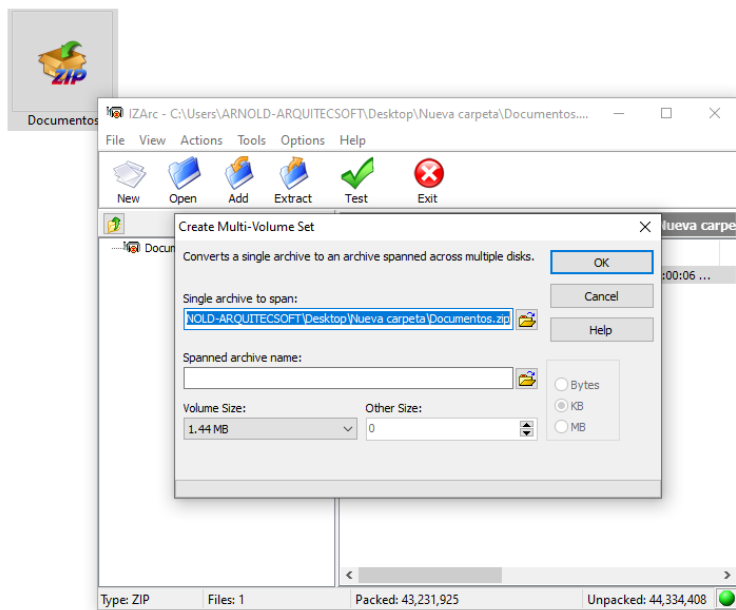 ZIP
Documentos
IZArc - C:\Users\ARNOLD-ARQUITECSOFT\Desktop\Nueva carpeta\Documentos....
File View Actions Tools Options Help
New Open Add Extract Test Exit
Create Multi-Volume Set
Nueva carpe
Docum
Converts a single archive to an archive spanned across multiple disks.
OK
:00:06 ...
Single archive to span:
Cancel
NOLD-ARQUITECSOFT\Desktop\Nueva carpeta\Documentos.zip
Help
Spanned archive name:
Bytes
KB
MB
Volume Size: Other Size:
1.44 MB 0
Type: ZIP Files: 1 Packed: 43,231,925 Unpacked: 44,334,408